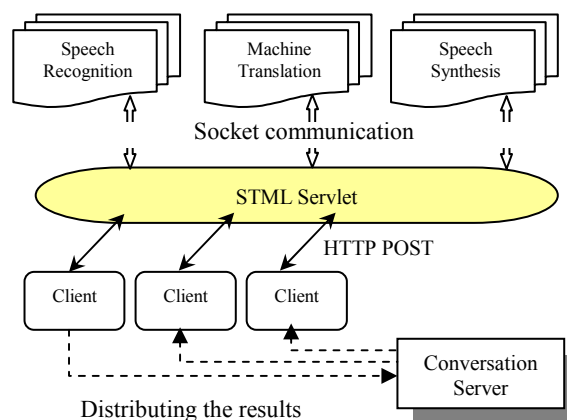 Speech
Recognition
Machine
Translation
Speech
Synthesis
Socket communication
STML Servlet
HTTP POST
Client
Client
Client
Conversation
Server
Distributing the results